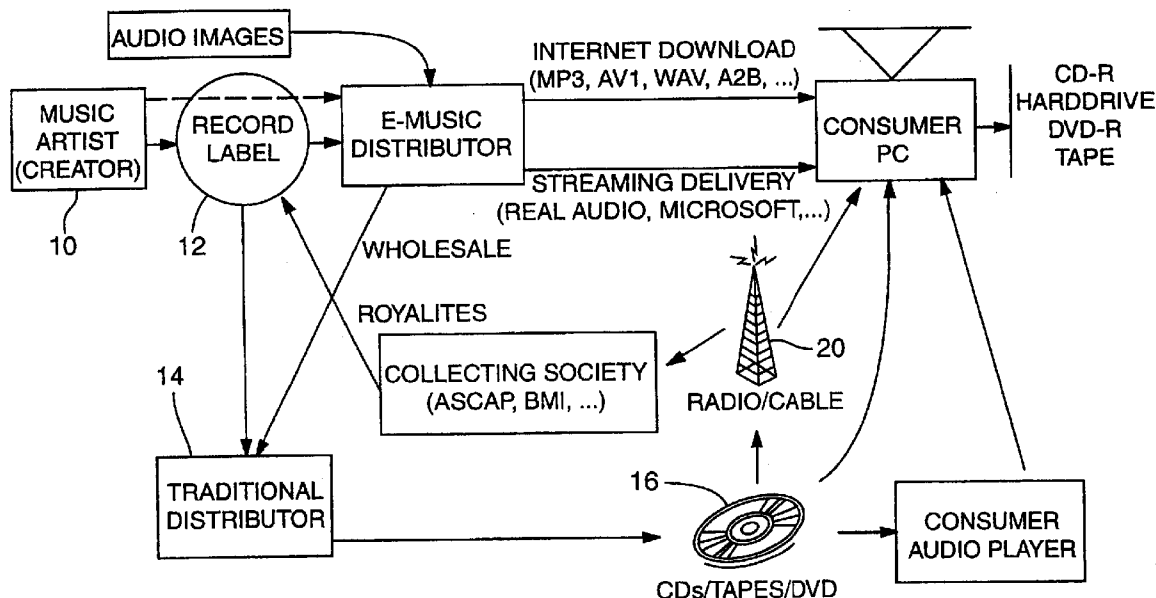 AUDIO IMAGES
INTERNET DOWNLOAD
(MP3, AV1, WAV, A2B, ...)
CD-R
HARDDRIVE
DVD-R
TAPE
MUSIC
ARTIST
(CREATOR)
RECORD
LABEL
E-MUSIC
DISTRIBUTOR
CONSUMER
PC
STREAMING DELIVERY
(REAL AUDIO, MICROSOFT,...)
10
12
WHOLESALE
ROYALITES
20
COLLECTING SOCIETY
(ASCAP, BMI, ...)
RADIO/CABLE
14
TRADITIONAL
DISTRIBUTOR
16
CONSUMER
AUDIO PLAYER
CDs/TAPES/DVD